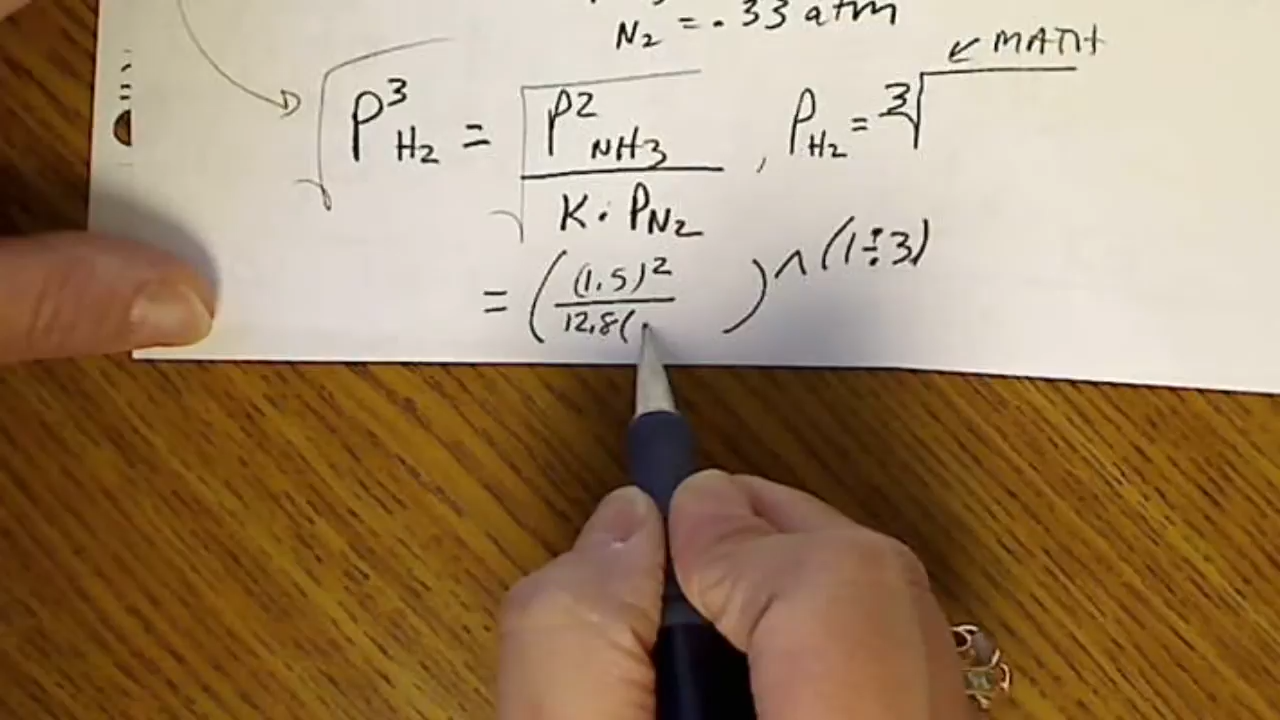 N₂ = .33 atm
↙ MATH
P³H₂ = √(P²NH₃ / K · PN₂) , PH₂ = ³√
= ((1.5)² / 12.8(. ) ^ (1÷3)